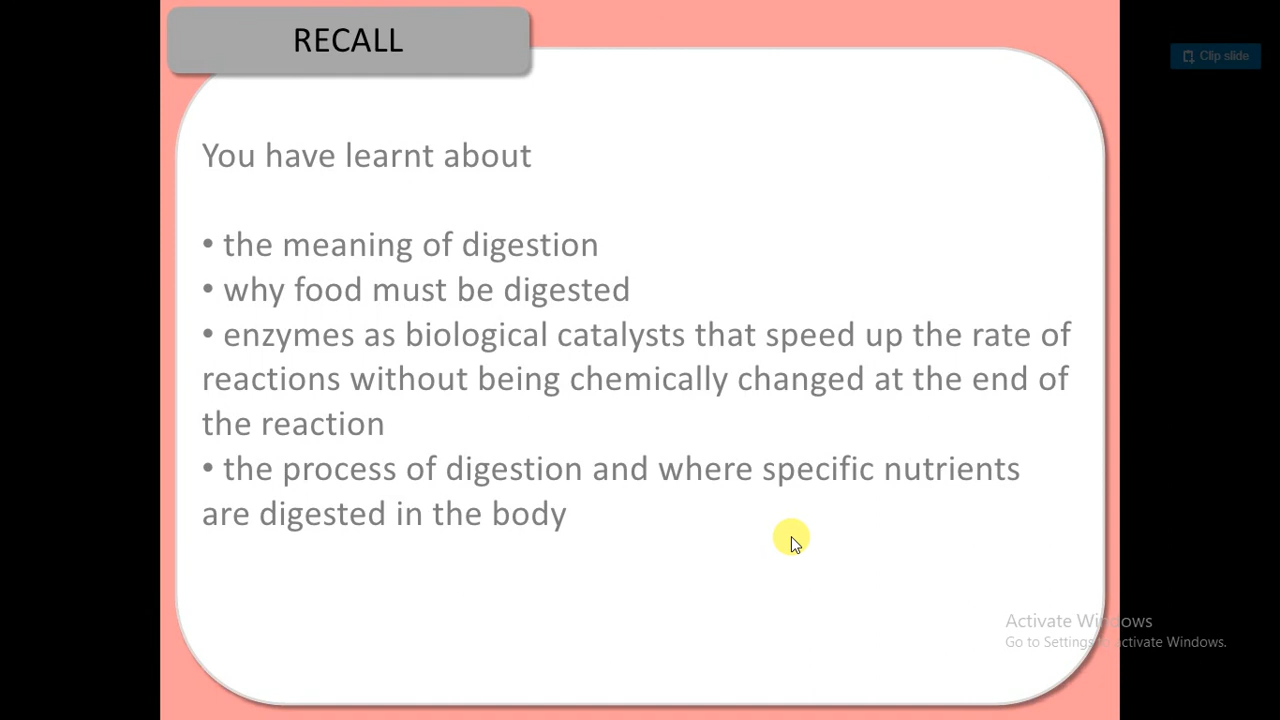 RECALL
Clip slide
You have learnt about
• the meaning of digestion
• why food must be digested
• enzymes as biological catalysts that speed up the rate of
reactions without being chemically changed at the end of
the reaction
• the process of digestion and where specific nutrients
are digested in the body
Activate Windows
Go to Settings to activate Windows.